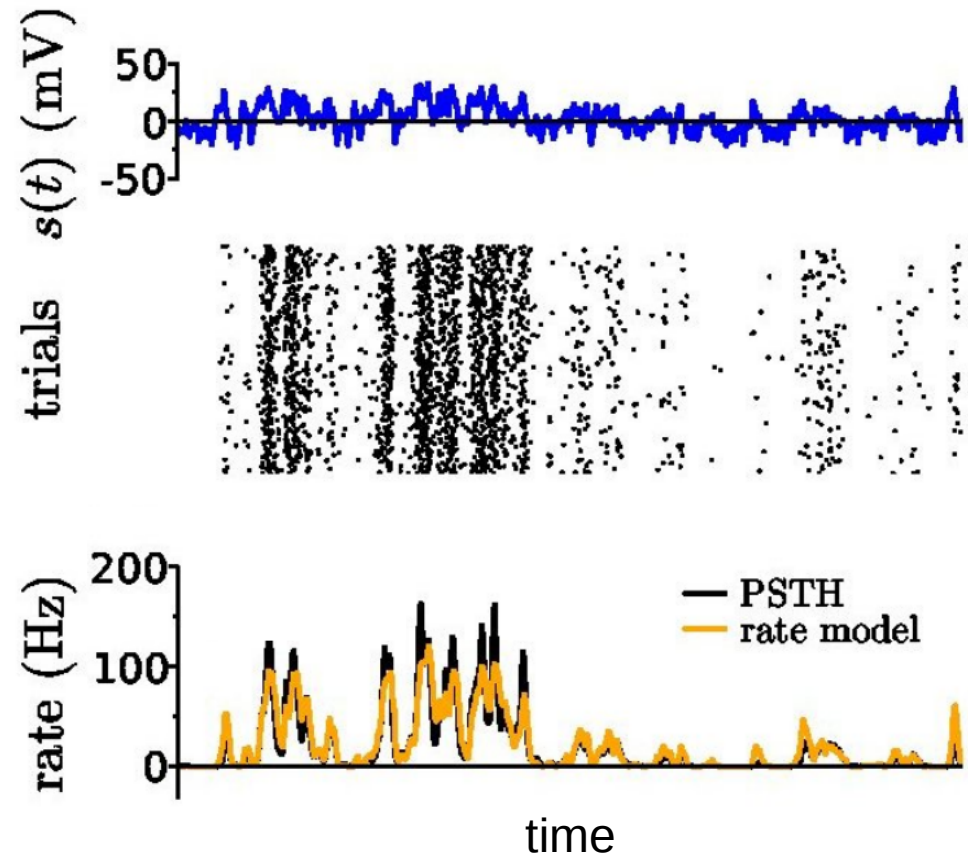 s(t) (mV)
50
0
-50
trials
rate (Hz)
200
100
0
PSTH
rate model
time